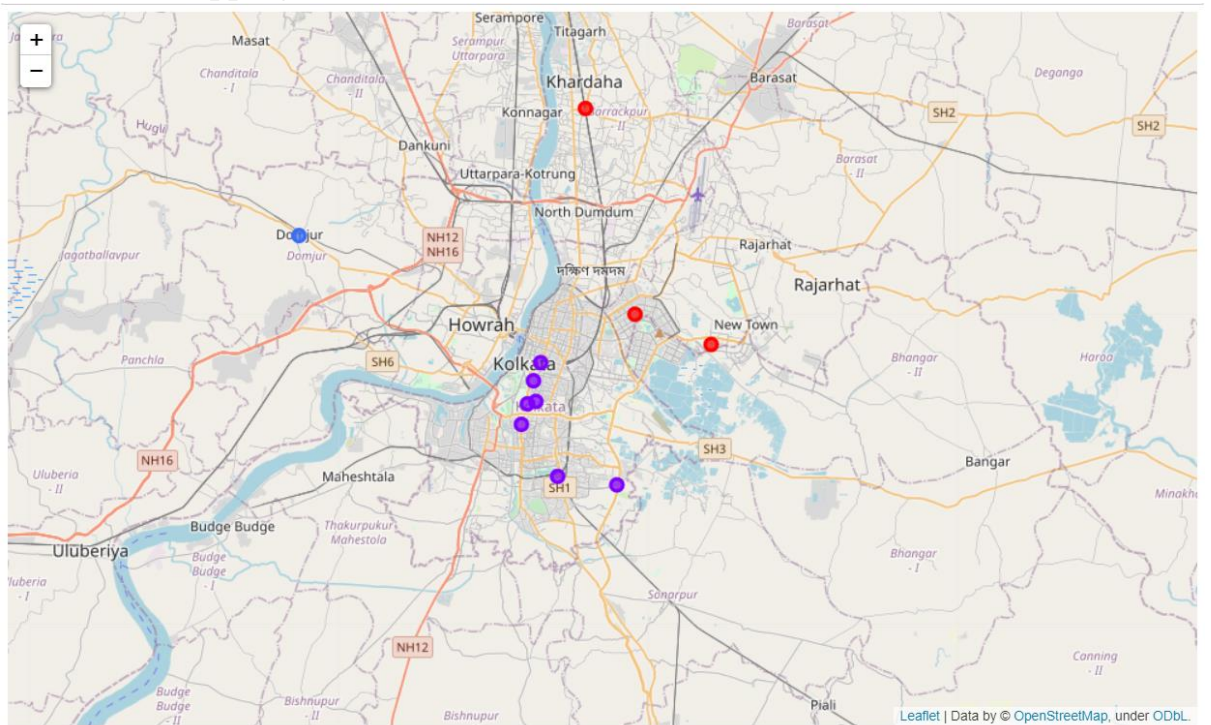 +
−
Serampore
Masat
Titagarh
Serampur
Uttarpara
Barasat
- I
Chanditala
- I
Chanditala
- II
Khardaha
Barasat
Deganga
Konnagar
- II
SH2
SH2
Hugli
Dankuni
Barasat
- II
Uttarpara-Kotrung
North Dumdum
Domjur
NH12
NH16
Rajarhat
Jagatballavpur
Domjur
দক্ষিণ দমদম
Rajarhat
Howrah
New Town
Panchla
SH6
Kolkata
Bhangar
- II
Haroa
Kolkata
SH3
NH16
Bangar
Uluberia
- II
Maheshtala
SH1
Budge Budge
Thakurpukur
Mahestola
Uluberiya
Budge
Budge
- I
Bhangar
- I
Sonarpur
NH12
Canning
- II
Budge
Budge
- II
Bishnupur
- I
Bishnupur
Piali
Leaflet | Data by © OpenStreetMap, under ODbL.